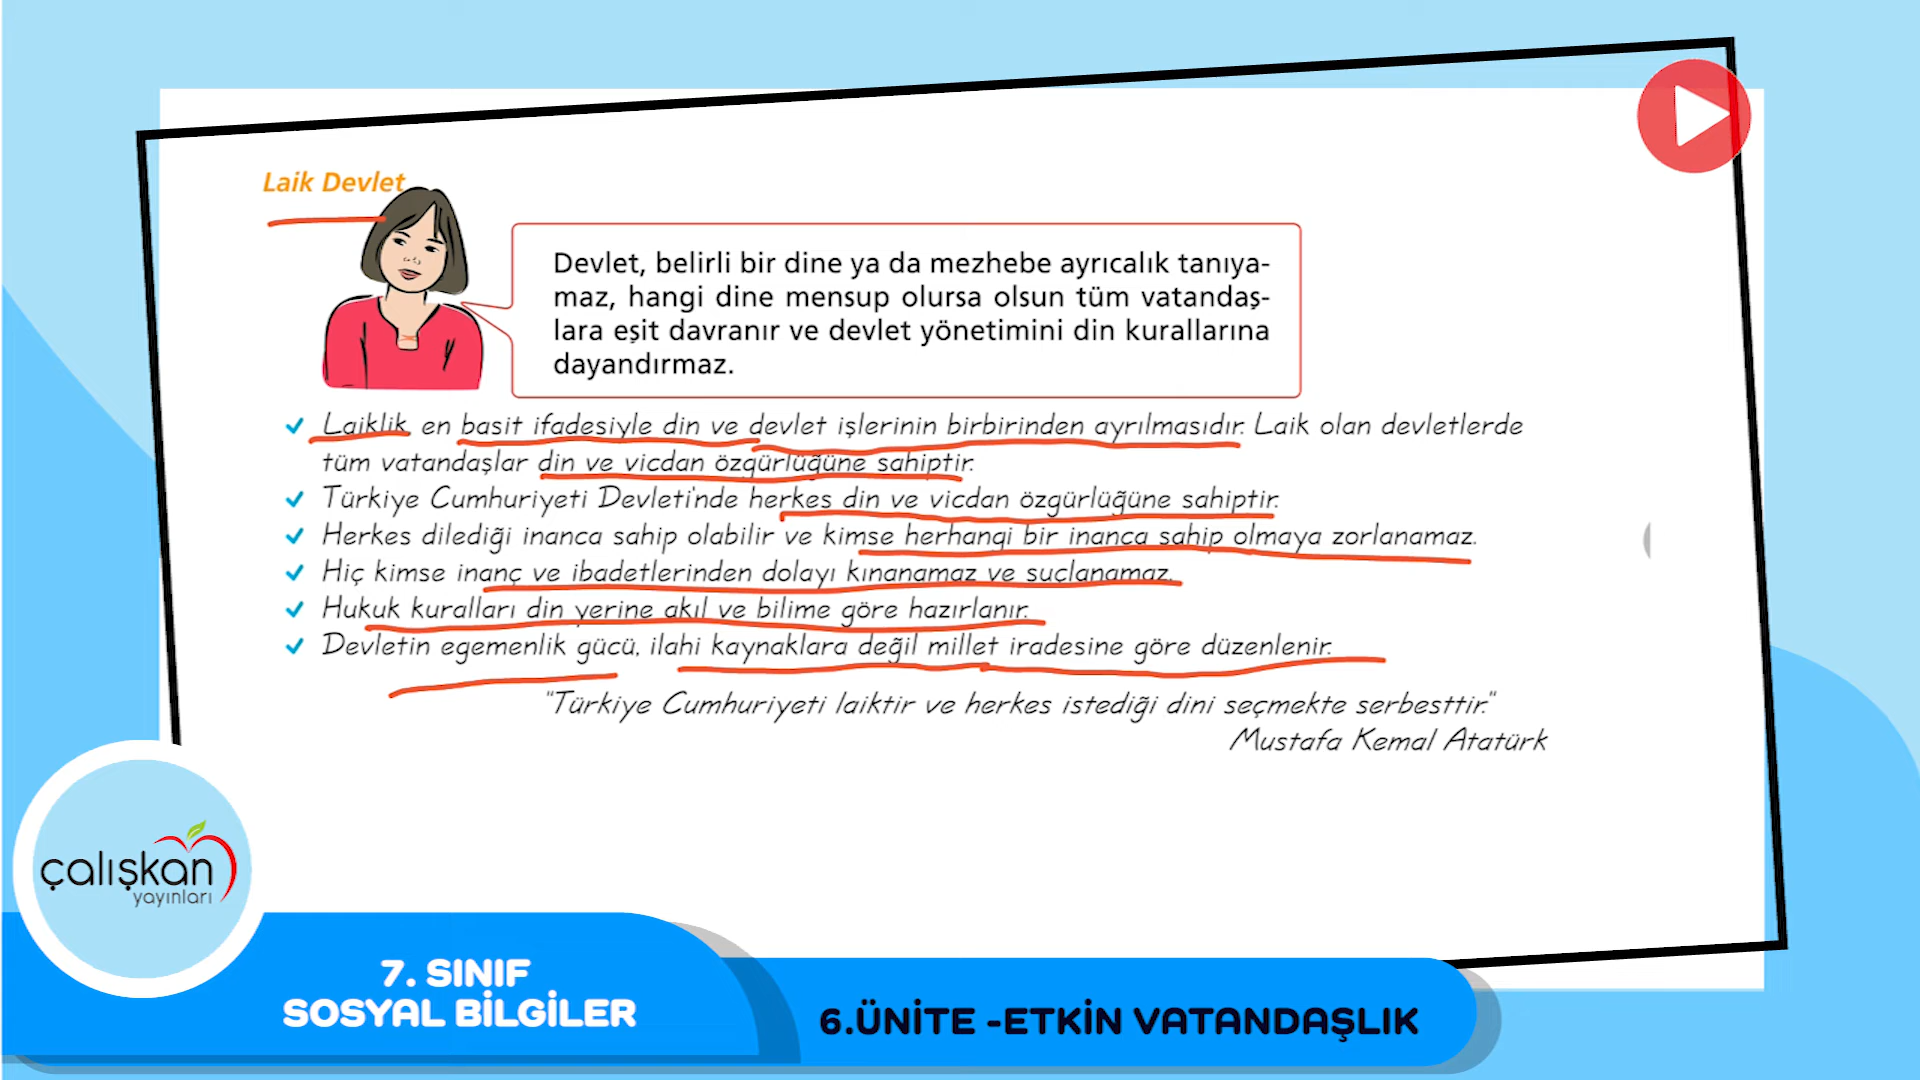 Laik Devlet
Devlet, belirli bir dine ya da mezhebe ayrıcalık tanıya-
maz, hangi dine mensup olursa olsun tüm vatandaş-
lara eşit davranır ve devlet yönetimini din kurallarına
dayandırmaz.
Laiklik en basit ifadesiyle din ve devlet işlerinin birbirinden ayrılmasıdır. Laik olan devletlerde
tüm vatandaşlar din ve vicdan özgürlüğüne sahiptir.
Türkiye Cumhuriyeti Devleti'nde herkes din ve vicdan özgürlüğüne sahiptir.
Herkes dilediği inanca sahip olabilir ve kimse herhangi bir inanca sahip olmaya zorlanamaz.
Hiç kimse inanç ve ibadetlerinden dolayı kınanamaz ve suçlanamaz.
Hukuk kuralları din yerine akıl ve bilime göre hazırlanır.
Devletin egemenlik gücü, ilahi kaynaklara değil millet iradesine göre düzenlenir.
"Türkiye Cumhuriyeti laiktir ve herkes istediği dini seçmekte serbesttir."
Mustafa Kemal Atatürk
çalışkan
yayınları
7. SINIF
SOSYAL BİLGİLER
6.ÜNİTE -ETKİN VATANDAŞLIK